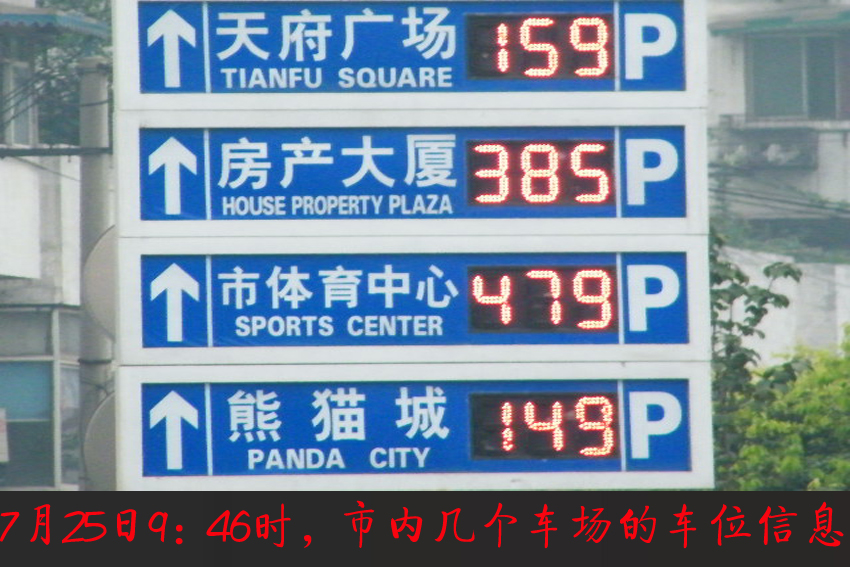 天府广场 159 P
TIANFU SQUARE
房产大厦 385 P
HOUSE PROPERTY PLAZA
市体育中心 479 P
SPORTS CENTER
熊猫城 149 P
PANDA CITY
7月25日9：46时，市内几个车场的车位信息